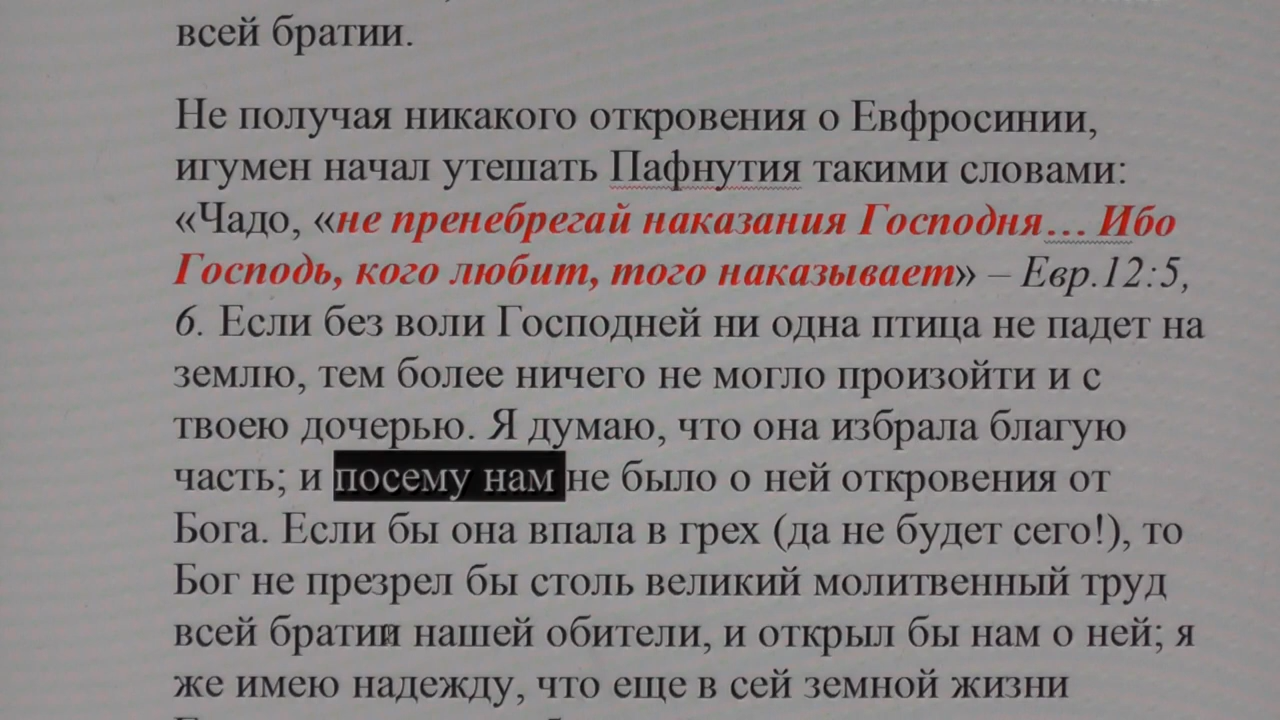 всей братии.
Не получая никакого откровения о Евфросинии,
игумен начал утешать Пафнутия такими словами:
«Чадо, «не пренебрегай наказания Господня… Ибо
Господь, кого любит, того наказывает» – Евр.12:5,
6. Если без воли Господней ни одна птица не падет на
землю, тем более ничего не могло произойти и с
твоею дочерью. Я думаю, что она избрала благую
часть; и посему нам не было о ней откровения от
Бога. Если бы она впала в грех (да не будет сего!), то
Бог не презрел бы столь великий молитвенный труд
всей братии нашей обители, и открыл бы нам о ней; я
же имею надежду, что еще в сей земной жизни